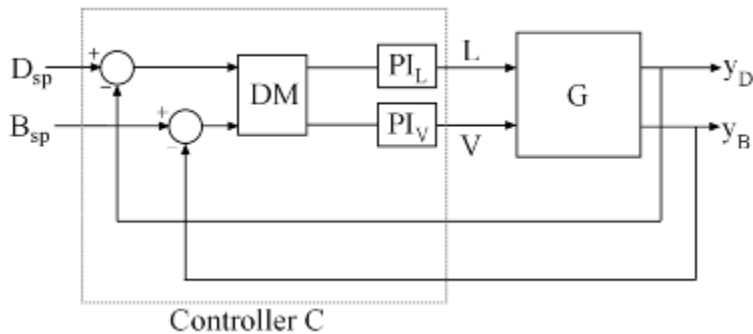 D_sp
B_sp
+
−
+
−
DM
PI_L
PI_V
L
V
G
y_D
y_B
Controller C